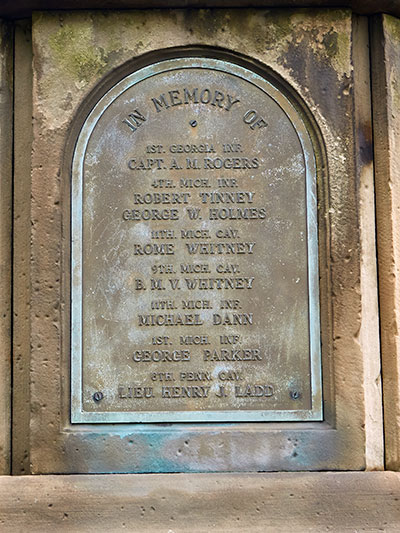 IN MEMORY OF
1ST. GEORGIA INF.
CAPT. A. M. ROGERS
4TH. MICH. INF.
ROBERT TINNEY
GEORGE W. HOLMES
11TH. MICH. CAV.
ROME WHITNEY
9TH. MICH. CAV.
B. M. V. WHITNEY
11TH. MICH. INF.
MICHAEL DANN
1ST. MICH. INF.
GEORGE PARKER
PENN. CAV.
LIEU. HENRY J. LADD